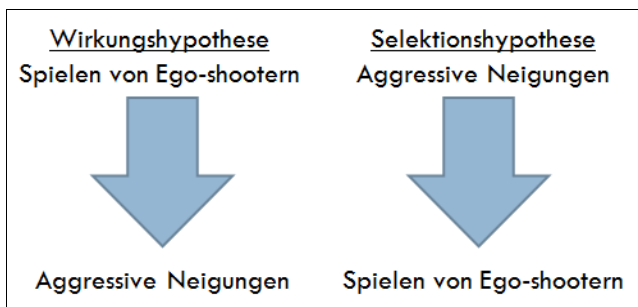 Wirkungshypothese
Spielen von Ego-shootern
Aggressive Neigungen
Selektionshypothese
Aggressive Neigungen
Spielen von Ego-shootern